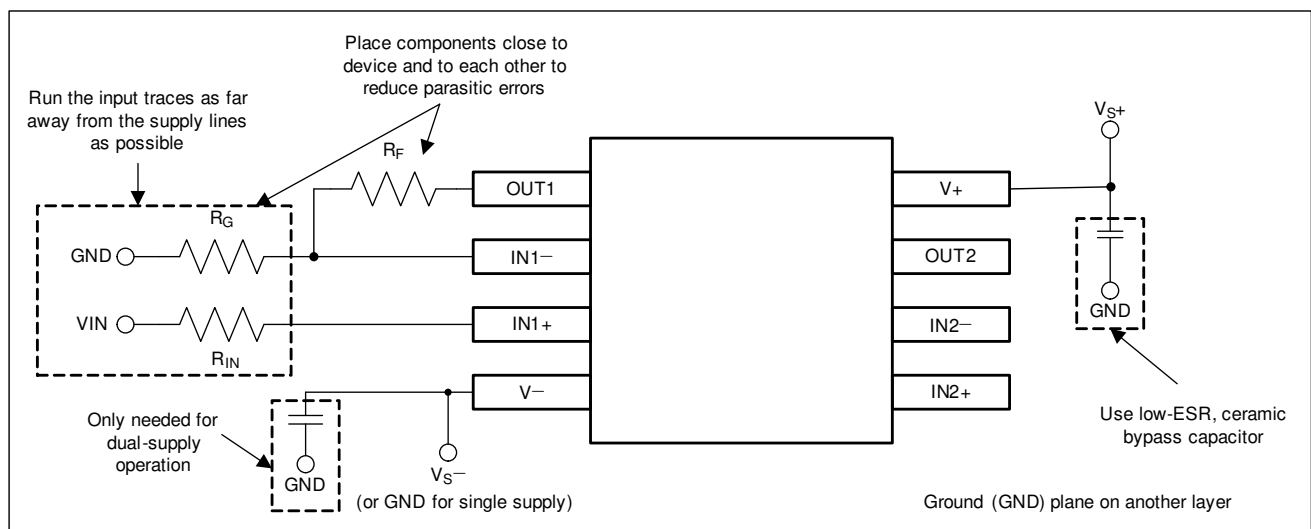 Place components close to
device and to each other to
reduce parasitic errors
Run the input traces as far
away from the supply lines
as possible
VS+
RF
OUT1
V+
RG
GND
IN1−
OUT2
VIN
IN1+
IN2−
GND
RIN
V−
IN2+
Only needed for
dual-supply
operation
Use low-ESR, ceramic
bypass capacitor
GND
VS−
(or GND for single supply)
Ground (GND) plane on another layer